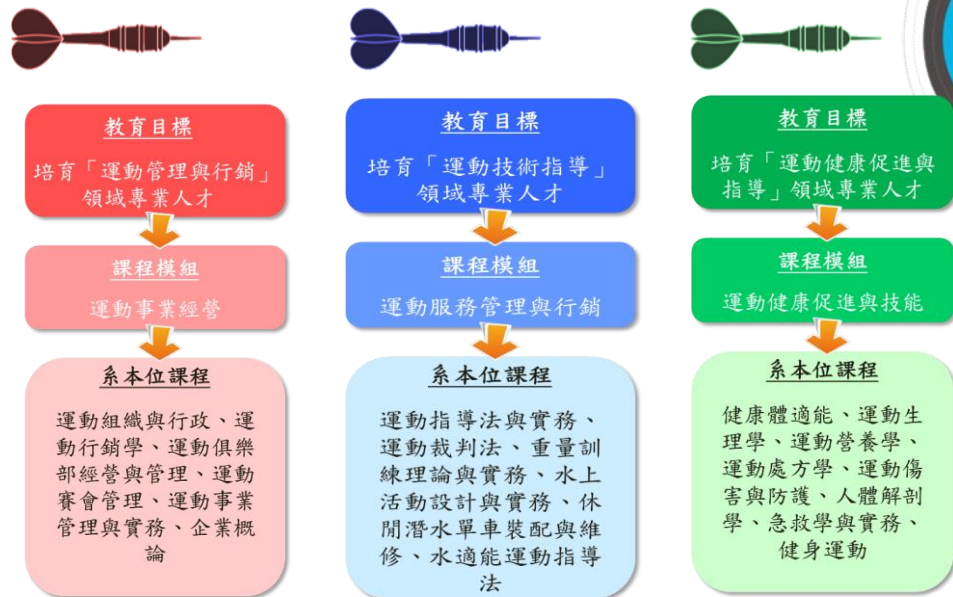 教育目標
培育「運動管理與行銷」
領域專業人才
課程模組
運動事業經營
系本位課程
運動組織與行政、運
動行銷學、運動俱樂
部經營與管理、運動
賽會管理、運動事業
管理與實務、企業概
論
教育目標
培育「運動技術指導」
領域專業人才
課程模組
運動服務管理與行銷
系本位課程
運動指導法與實務、
運動裁判法、重量訓
練理論與實務、水上
活動設計與實務、休
閒潛水單車裝配與維
修、水適能運動指導
法
教育目標
培育「運動健康促進與
指導」領域專業人才
課程模組
運動健康促進與技能
系本位課程
健康體適能、運動生
理學、運動營養學、
運動處方學、運動傷
害與防護、人體解剖
學、急救學與實務、
健身運動